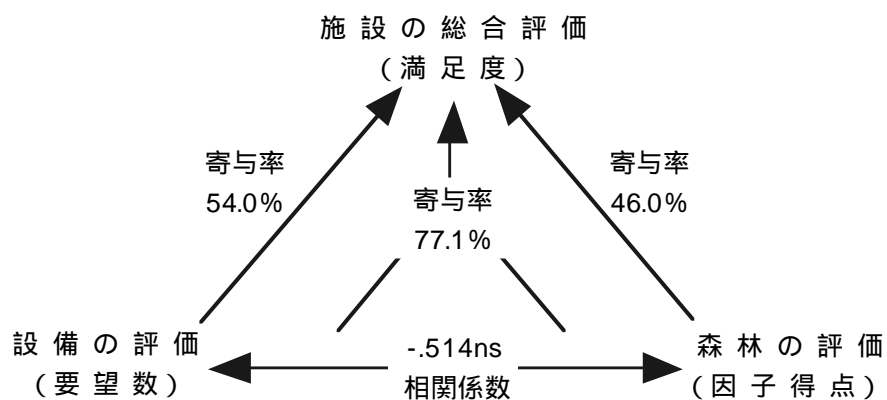 施設の総合評価
(満足度)
寄与率
54.0%
寄与率
77.1%
寄与率
46.0%
設備の評価
(要望数)
-.514ns
相関係数
森林の評価
(因子得点)